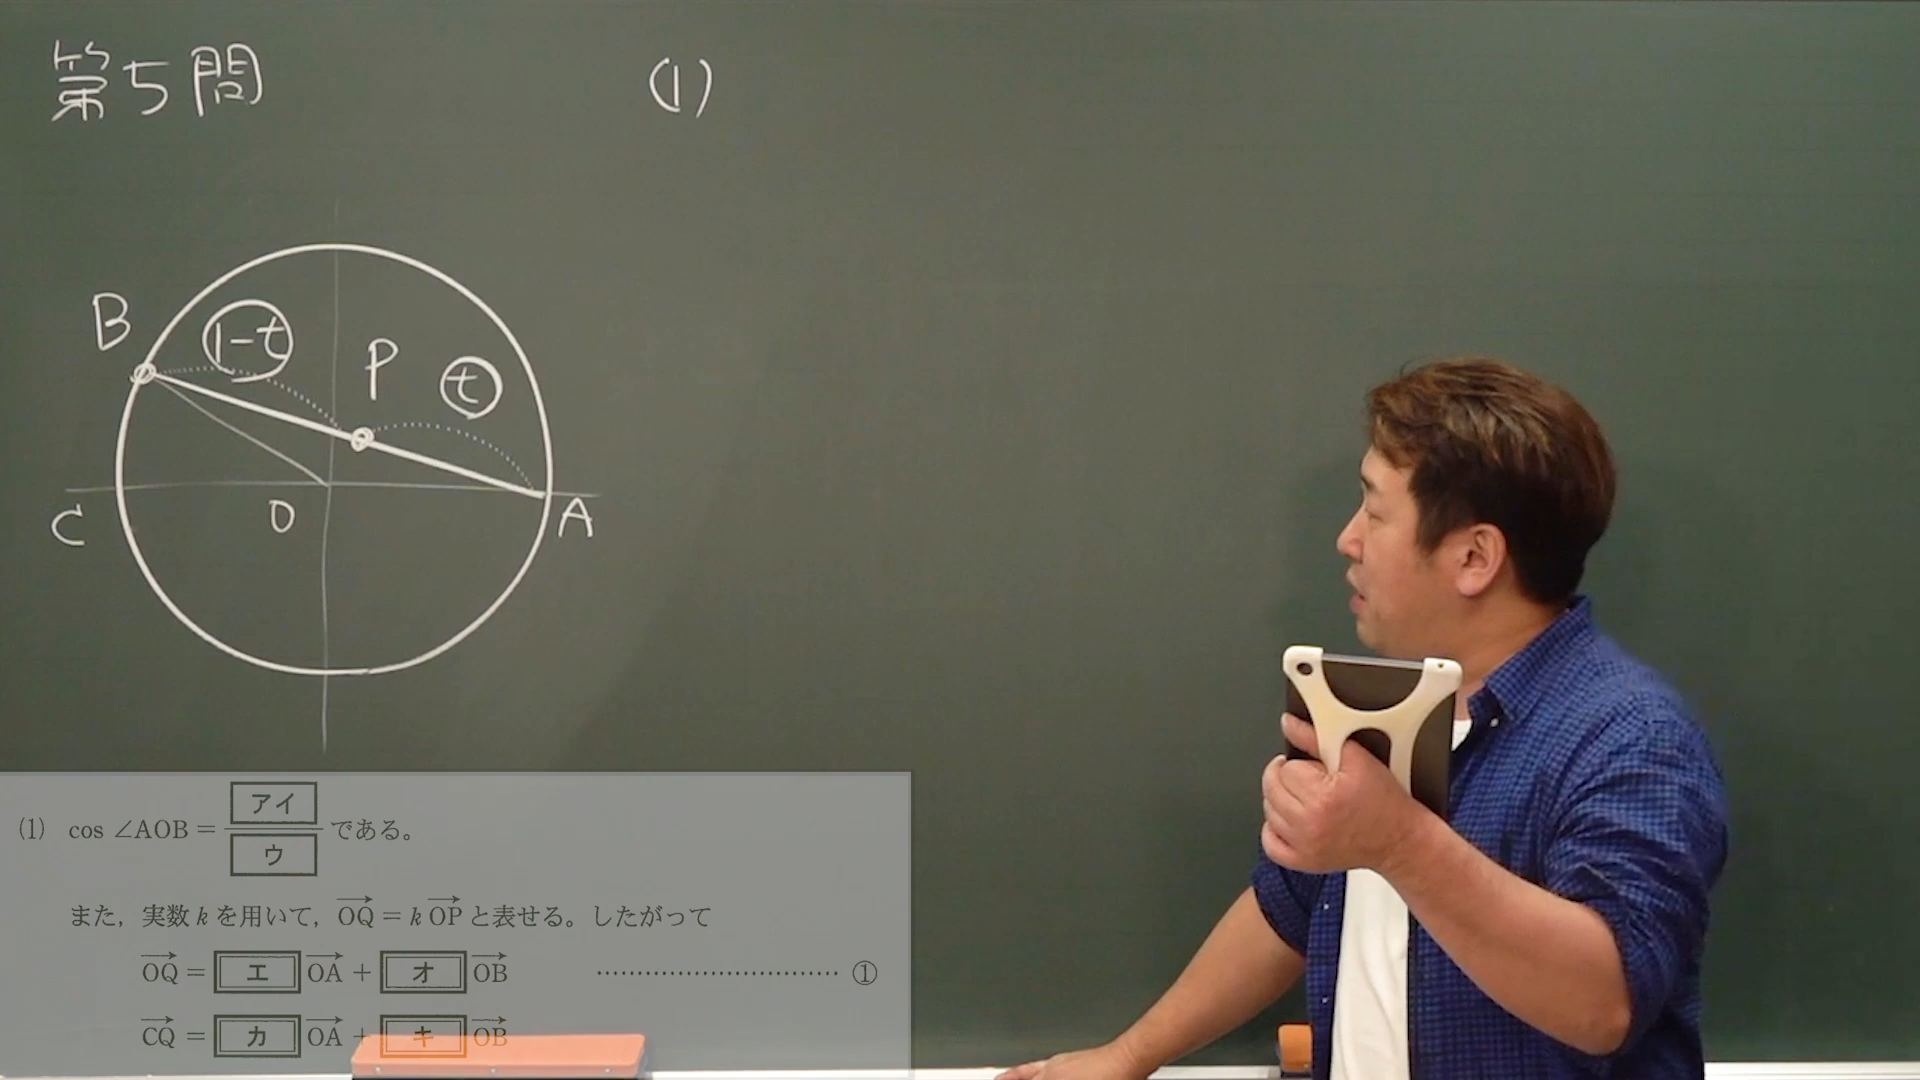 第5問
(1)
B
1-t
P
t
C
O
A
(1) cos ∠AOB = アイ/ウ である。
また，実数 k を用いて，OQ→ = k OP→ と表せる。したがって
OQ→ = エ OA→ + オ OB→ ………………………… ①
CQ→ = カ OA→ + キ OB→